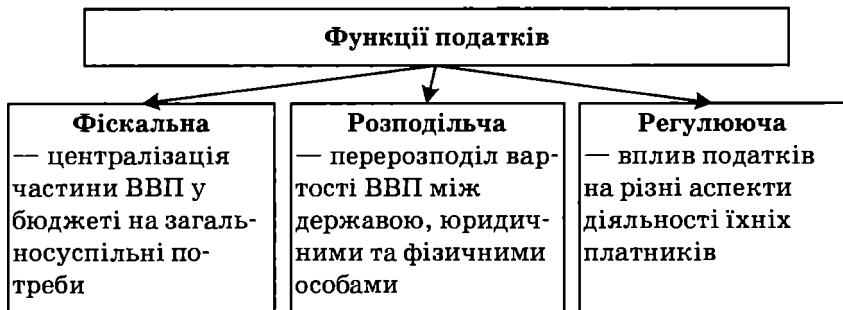 Функції податків
Фіскальна
— централізація
частини ВВП у
бюджеті на загаль-
носуспільні по-
треби
Розподільча
— перерозподіл вар-
тості ВВП між
державою, юридич-
ними та фізичними
особами
Регулююча
— вплив податків
на різні аспекти
діяльності їхніх
платників